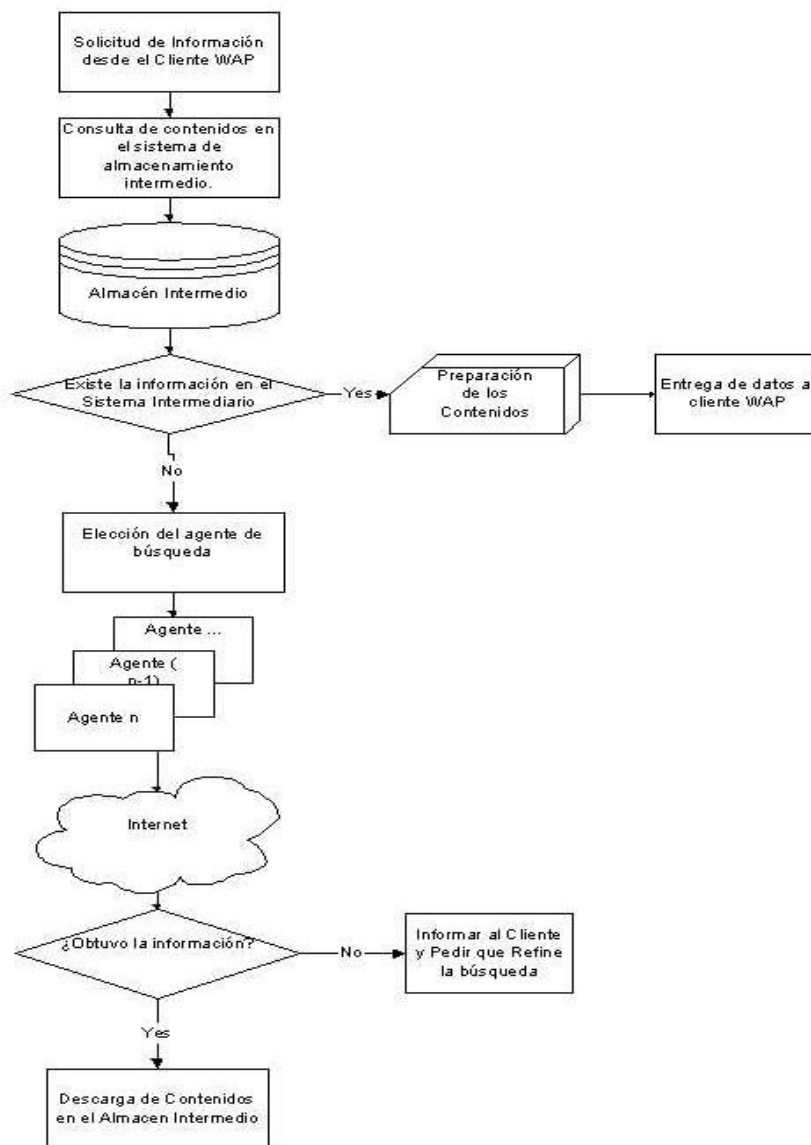 Solicitud de Información
desde el Cliente WAP
Consulta de contenidos en
el sistema de
almacenamiento
intermedio.
Almacén Intermedio
Existe la información en el
Sistema Intermediario
Yes
Preparación
de los
Contenidos
Entrega de datos a
cliente WAP
No
Elección del agente de
búsqueda
Agente ...
Agente (
n-1)
Agente n
Internet
¿Obtuvo la información?
No
Informar al Cliente
y Pedir que Refine
la búsqueda
Yes
Descarga de Contenidos
en el Almacen Intermedio